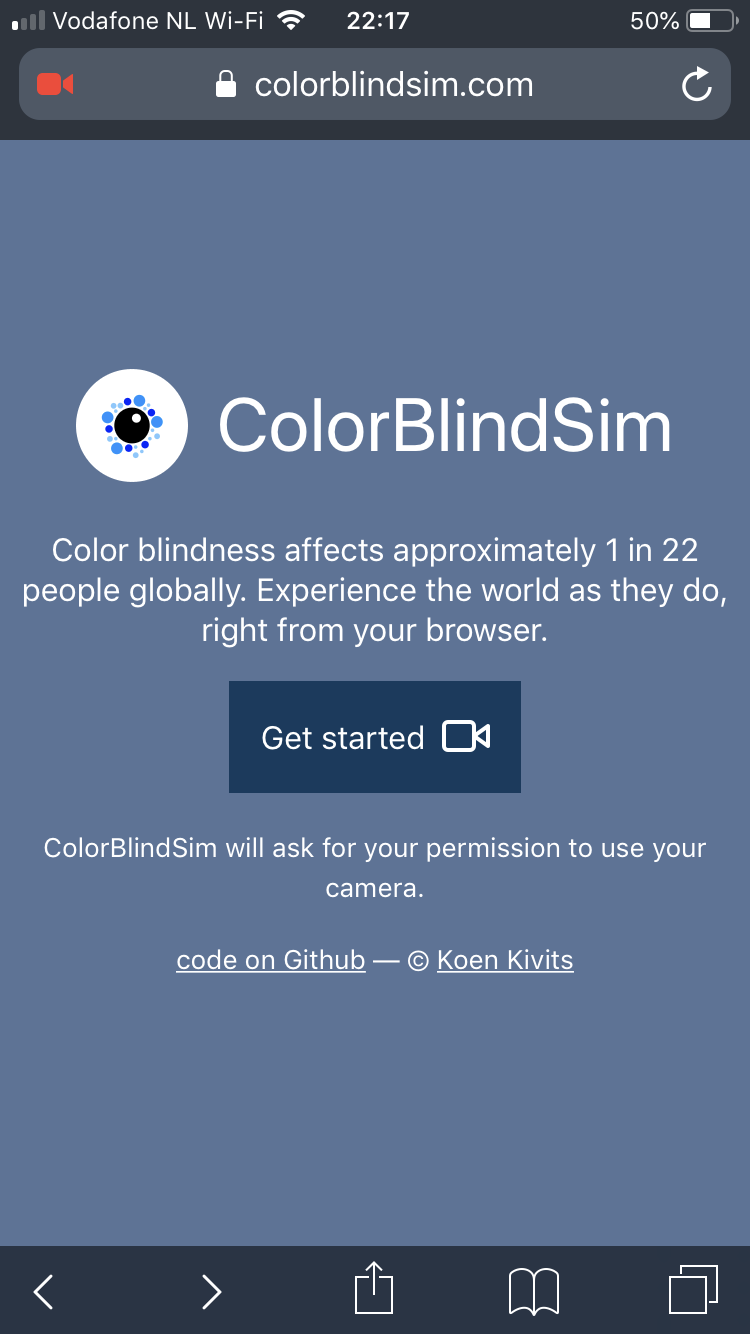 Vodafone NL Wi-Fi 22:17 50%
colorblindsim.com
ColorBlindSim
Color blindness affects approximately 1 in 22
people globally. Experience the world as they do,
right from your browser.
Get started
ColorBlindSim will ask for your permission to use your
camera.
code on Github — © Koen Kivits